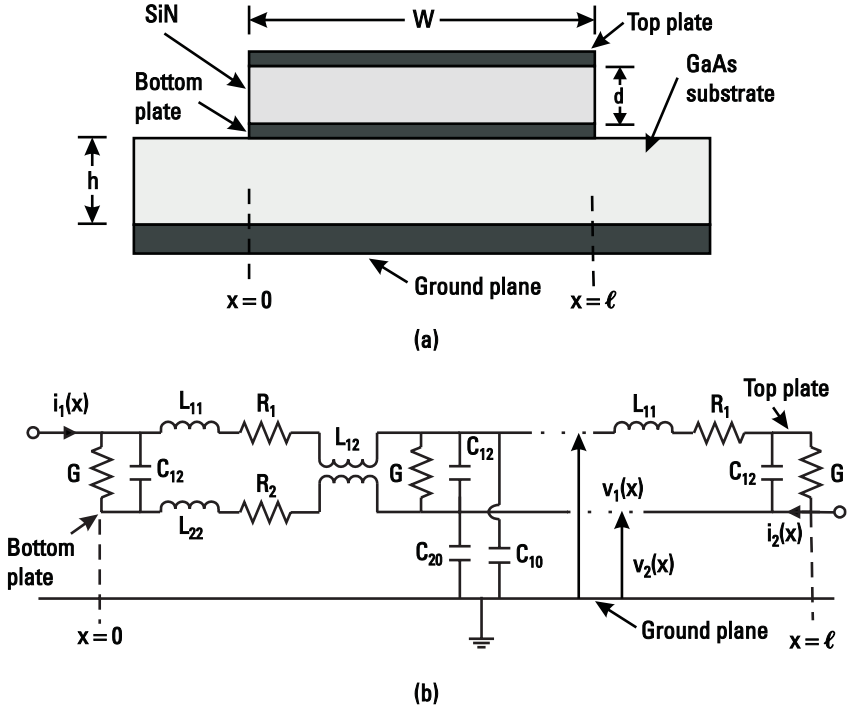 SiN
W
Top plate
Bottom
plate
d
GaAs
substrate
h
Ground plane
x = 0
x = ℓ
(a)
i₁(x)
L₁₁
R₁
L₁₂
L₁₁
R₁
Top plate
G
C₁₂
G
C₁₂
C₁₂
G
R₂
L₂₂
v₁(x)
i₂(x)
Bottom
plate
C₂₀
C₁₀
v₂(x)
x = 0
Ground plane
x = ℓ
(b)